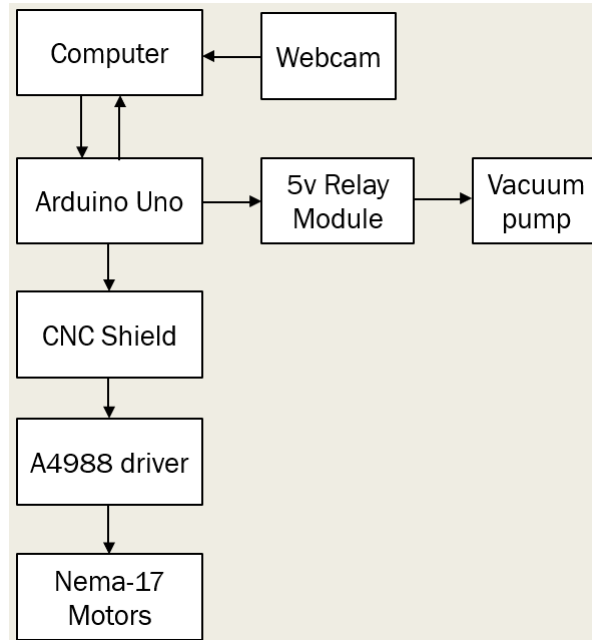 Computer
Webcam
Arduino Uno
5v Relay
Module
Vacuum
pump
CNC Shield
A4988 driver
Nema-17
Motors